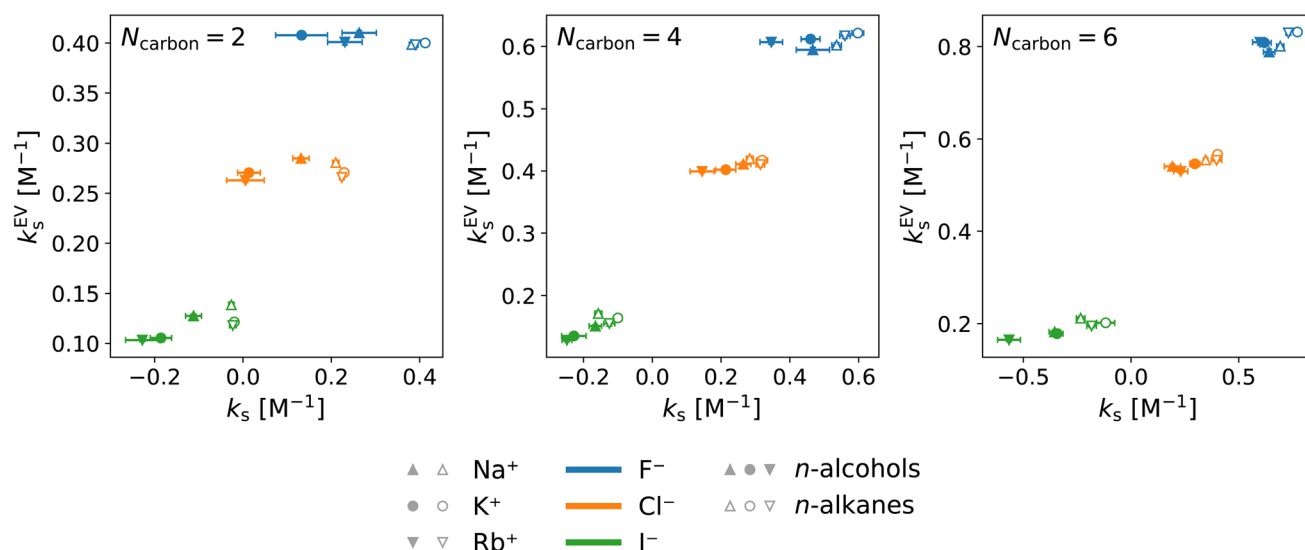 N_carbon = 2
0.40
0.35
0.30
0.25
0.20
0.15
0.10
k_s^EV [M⁻¹]
−0.2 0.0 0.2 0.4
k_s [M⁻¹]
N_carbon = 4
0.6
0.5
0.4
0.3
0.2
k_s^EV [M⁻¹]
−0.2 0.0 0.2 0.4 0.6
k_s [M⁻¹]
N_carbon = 6
0.8
0.6
0.4
0.2
k_s^EV [M⁻¹]
−0.5 0.0 0.5
k_s [M⁻¹]
Na⁺ F⁻ n-alcohols
K⁺ Cl⁻ n-alkanes
Rb⁺ I⁻